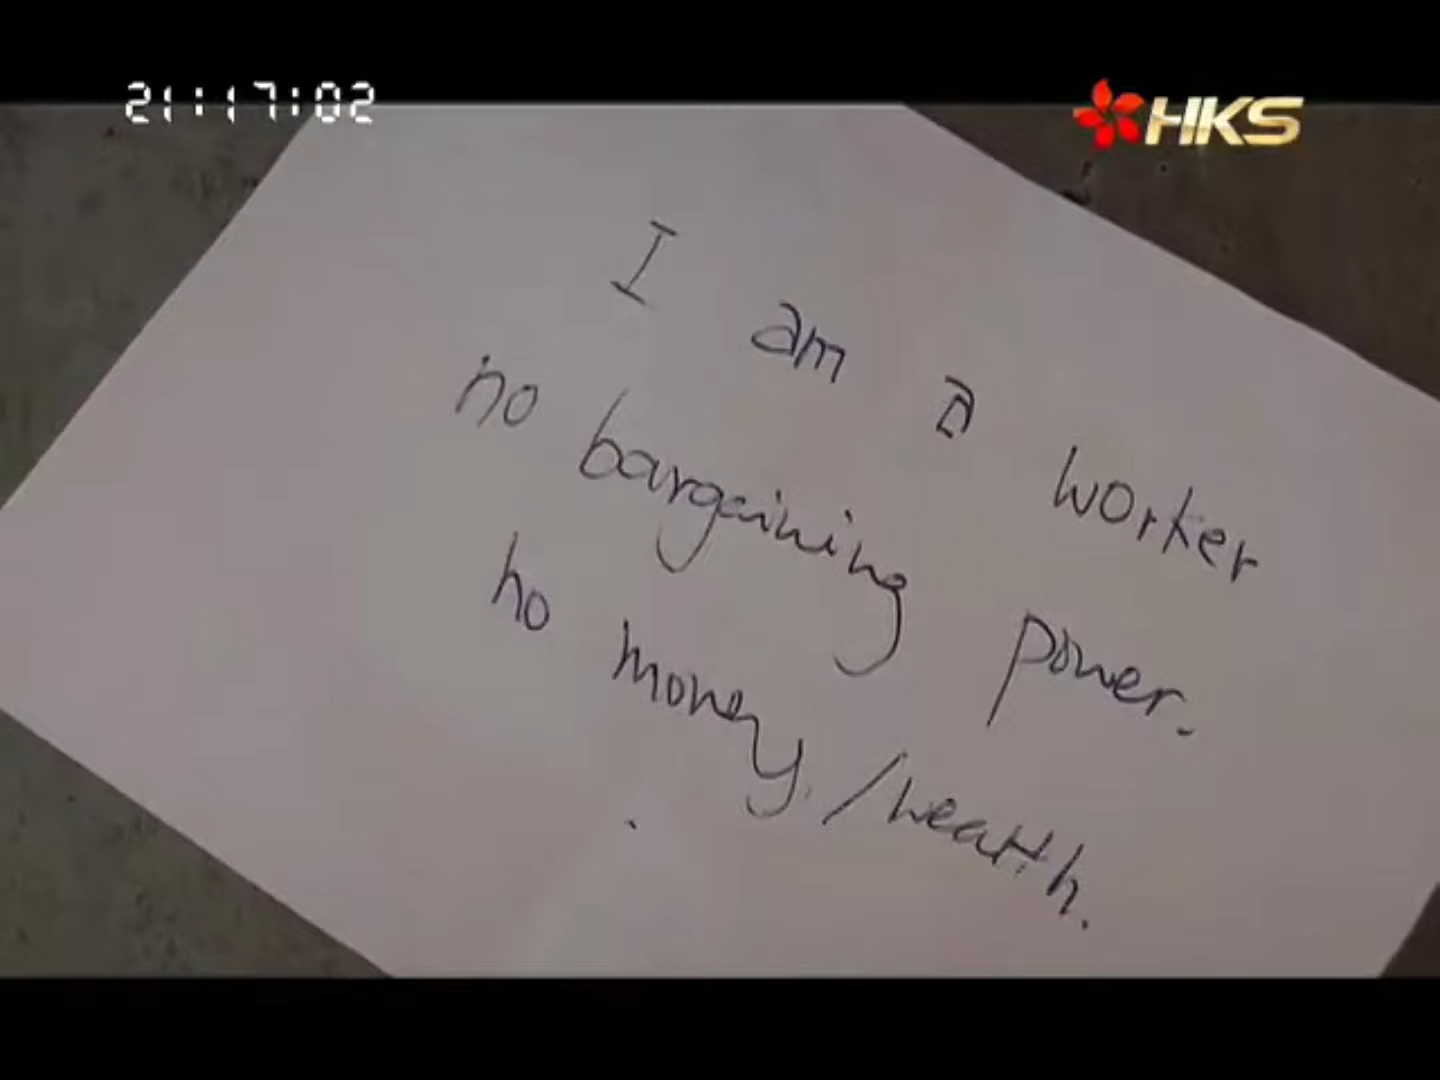 21:17:02
HKS
I am a worker
no bargaining power.
no money./wealth.